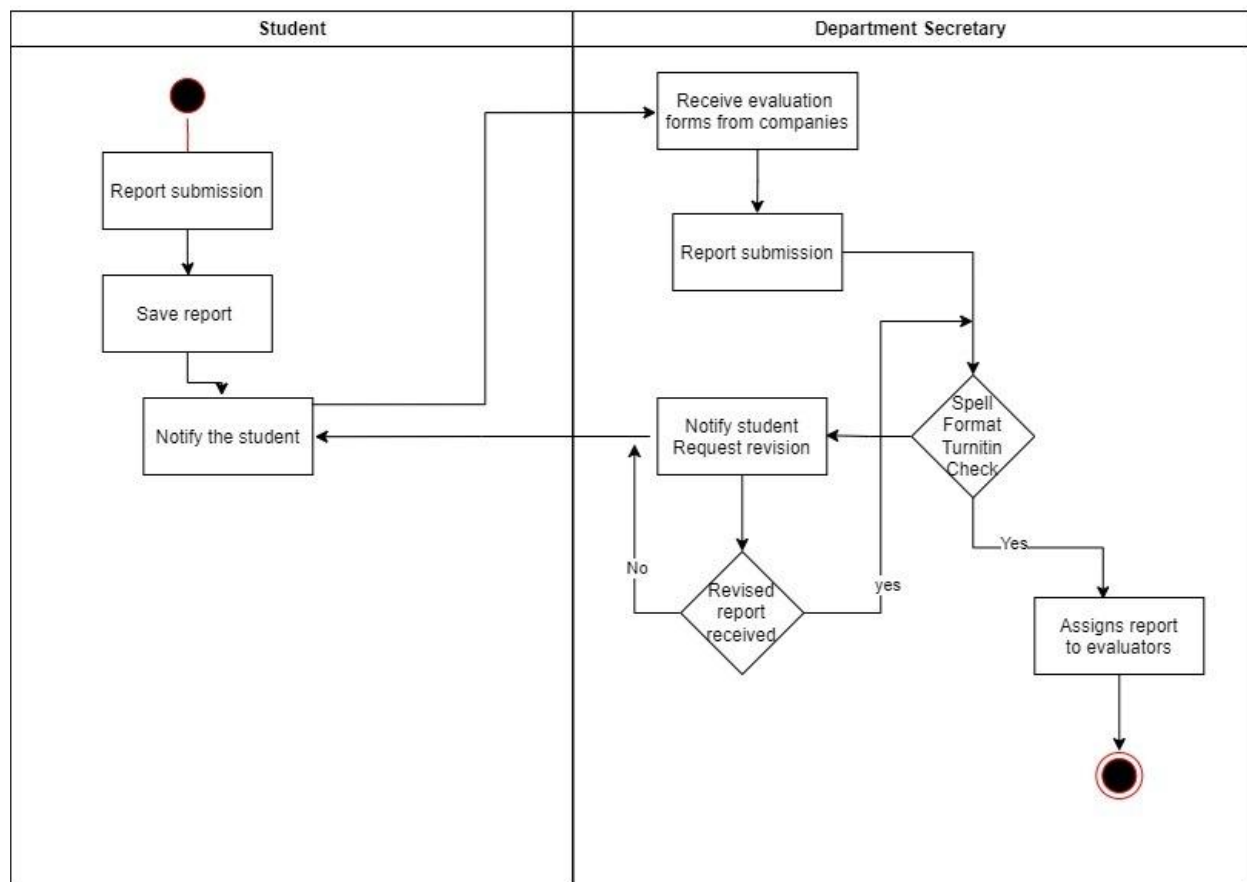 Student
Department Secretary
Report submission
Save report
Notify the student
Receive evaluation
forms from companies
Report submission
Spell
Format
Turnitin
Check
Notify student
Request revision
No
Revised
report
received
yes
Yes
Assigns report
to evaluators